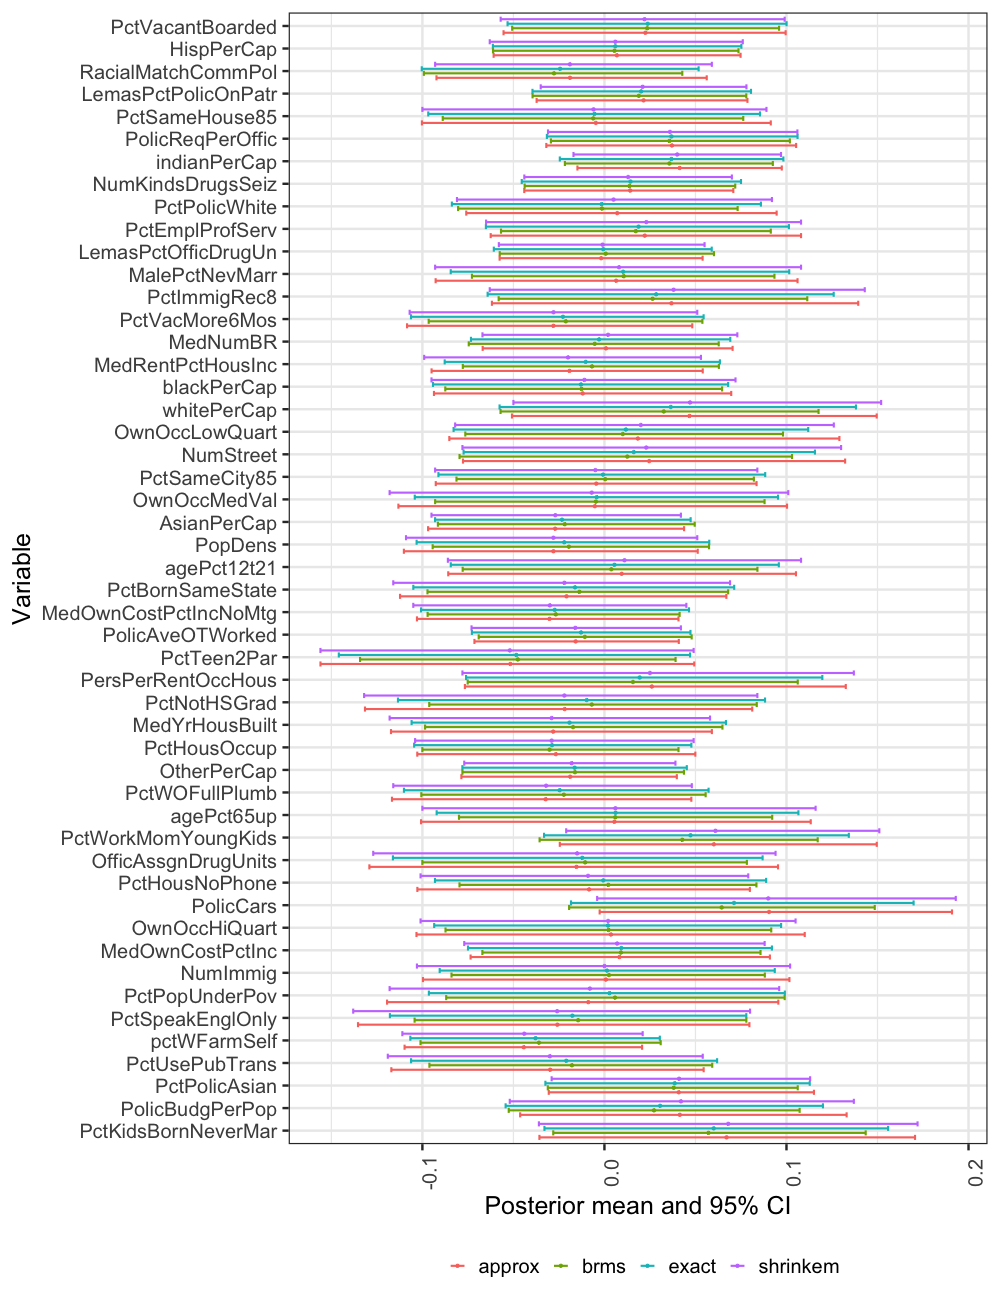 PctVacantBoarded
HispPerCap
RacialMatchCommPol
LemasPctPolicOnPatr
PctSameHouse85
PolicReqPerOffic
indianPerCap
NumKindsDrugsSeiz
PctPolicWhite
PctEmplProfServ
LemasPctOfficDrugUn
MalePctNevMarr
PctImmigRec8
PctVacMore6Mos
MedNumBR
MedRentPctHousInc
blackPerCap
whitePerCap
OwnOccLowQuart
NumStreet
PctSameCity85
OwnOccMedVal
AsianPerCap
PopDens
agePct12t21
PctBornSameState
MedOwnCostPctIncNoMtg
PolicAveOTWorked
PctTeen2Par
PersPerRentOccHous
PctNotHSGrad
MedYrHousBuilt
PctHousOccup
OtherPerCap
PctWOFullPlumb
agePct65up
PctWorkMomYoungKids
OfficAssgnDrugUnits
PctHousNoPhone
PolicCars
OwnOccHiQuart
MedOwnCostPctInc
NumImmig
PctPopUnderPov
PctSpeakEnglOnly
pctWFarmSelf
PctUsePubTrans
PctPolicAsian
PolicBudgPerPop
PctKidsBornNeverMar
Variable
-0.1 0.0 0.1 0.2
Posterior mean and 95% CI
approx brms exact shrinkem